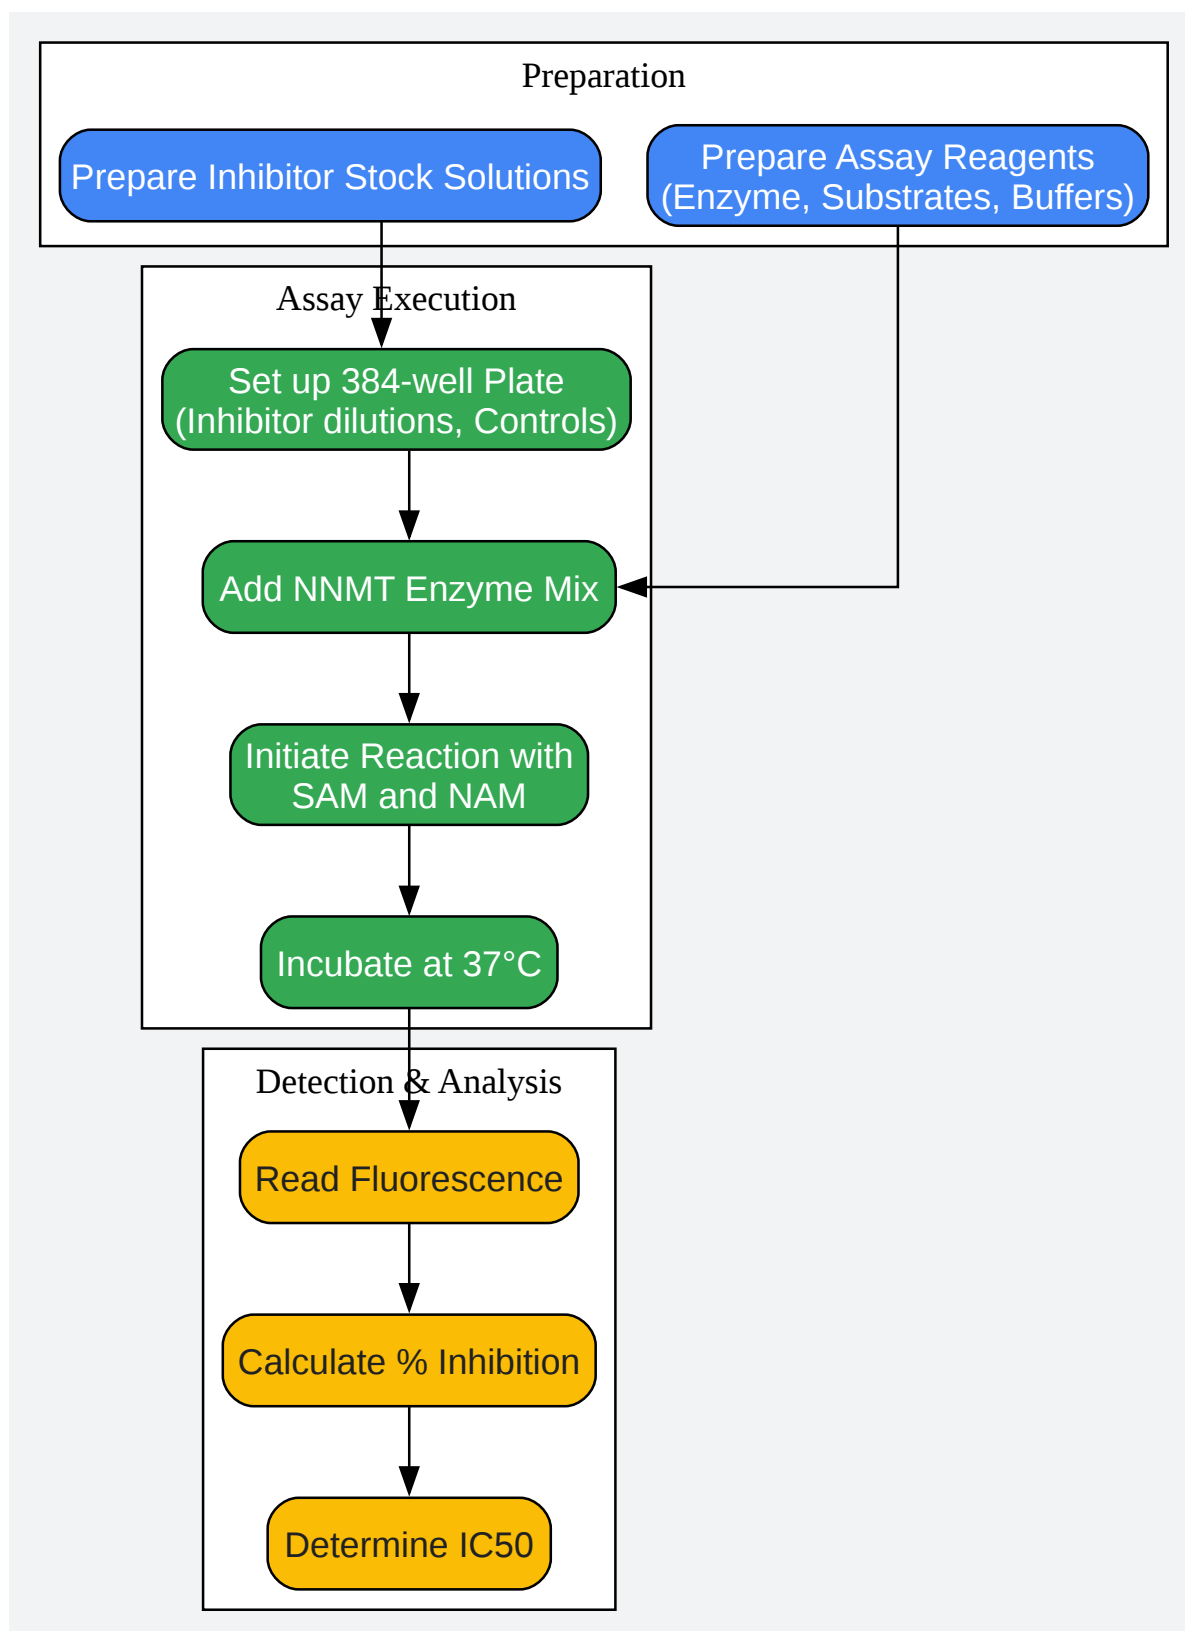 Preparation
Prepare Inhibitor Stock Solutions
Prepare Assay Reagents
(Enzyme, Substrates, Buffers)
Assay Execution
Set up 384-well Plate
(Inhibitor dilutions, Controls)
Add NNMT Enzyme Mix
Initiate Reaction with
SAM and NAM
Incubate at 37°C
Detection & Analysis
Read Fluorescence
Calculate % Inhibition
Determine IC50